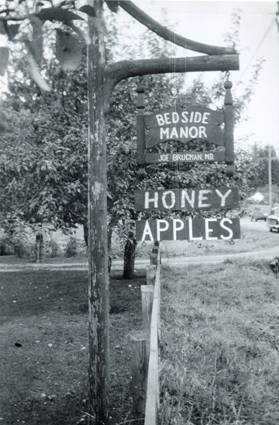 BEDSIDE
MANOR
JOE BRUGMAN, M.D.
HONEY
APPLES